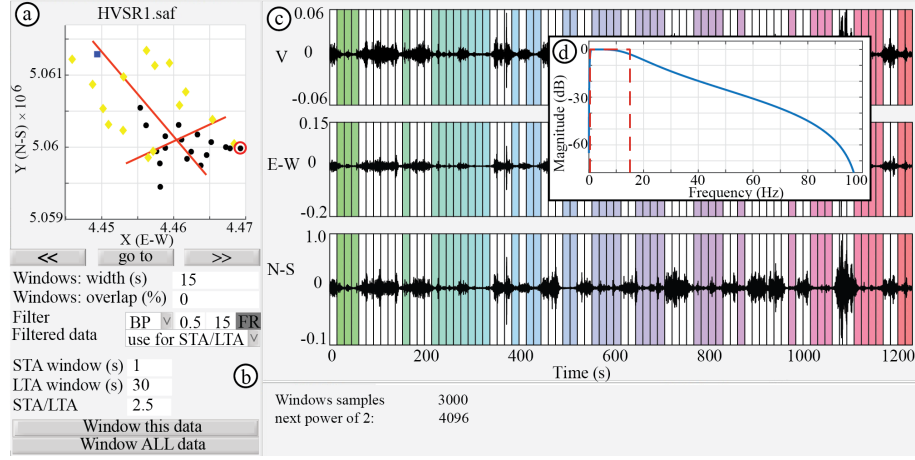 a
HVSR1.saf
Y (N-S) × 10⁶
5.061
5.06
5.059
4.45 4.46 4.47
X (E-W)
<< go to >>
Windows: width (s) 15
Windows: overlap (%) 0
Filter BP v 0.5 15 FR
Filtered data use for STA/LTA v
STA window (s) 1
LTA window (s) 30
STA/LTA 2.5
b
Window this data
Window ALL data
c
0.06
V 0
-0.06
0.15
E-W 0
-0.2
1.0
N-S 0
-0.1
0 200 400 600 800 1000 1200
Time (s)
d
Magnitude (dB)
0
-30
-60
0 20 40 60 80 100
Frequency (Hz)
Windows samples 3000
next power of 2: 4096